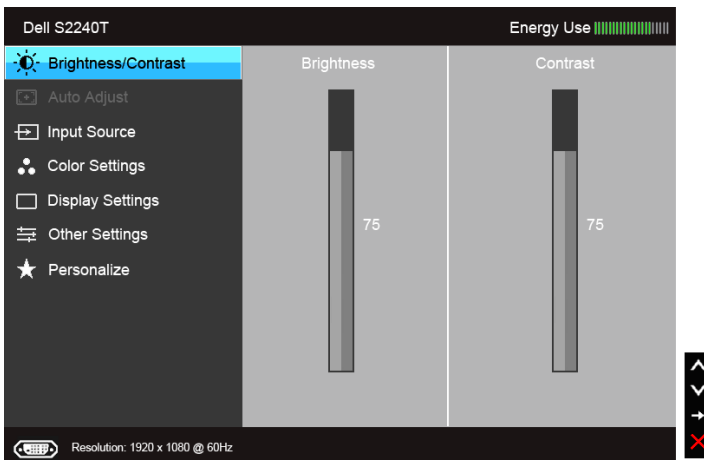 Dell S2240T
Energy Use
Brightness/Contrast
Brightness
Contrast
Auto Adjust
Input Source
Color Settings
Display Settings
75
75
Other Settings
Personalize
Resolution: 1920 x 1080 @ 60Hz